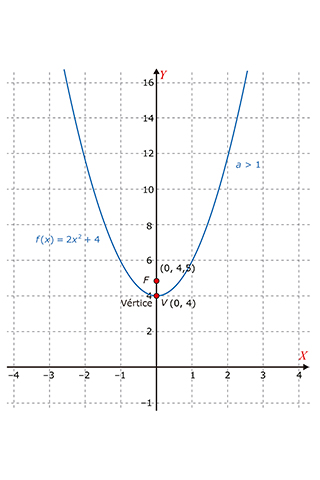 Y
16
14
12
a > 1
10
8
f(x) = 2x² + 4
6
(0, 4,5)
F
4
Vértice V (0, 4)
2
X
−4 −3 −2 −1 1 2 3 4
−1